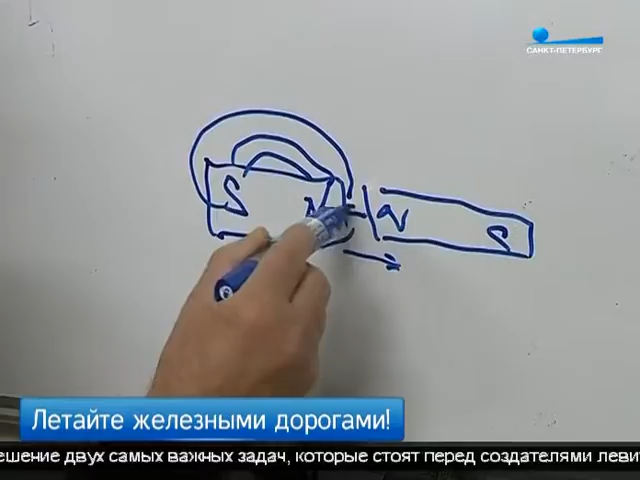 САНКТ-ПЕТЕРБУРГ
S N N S
Летайте железными дорогами!
ешение двух самых важных задач, которые стоят перед создателями левит